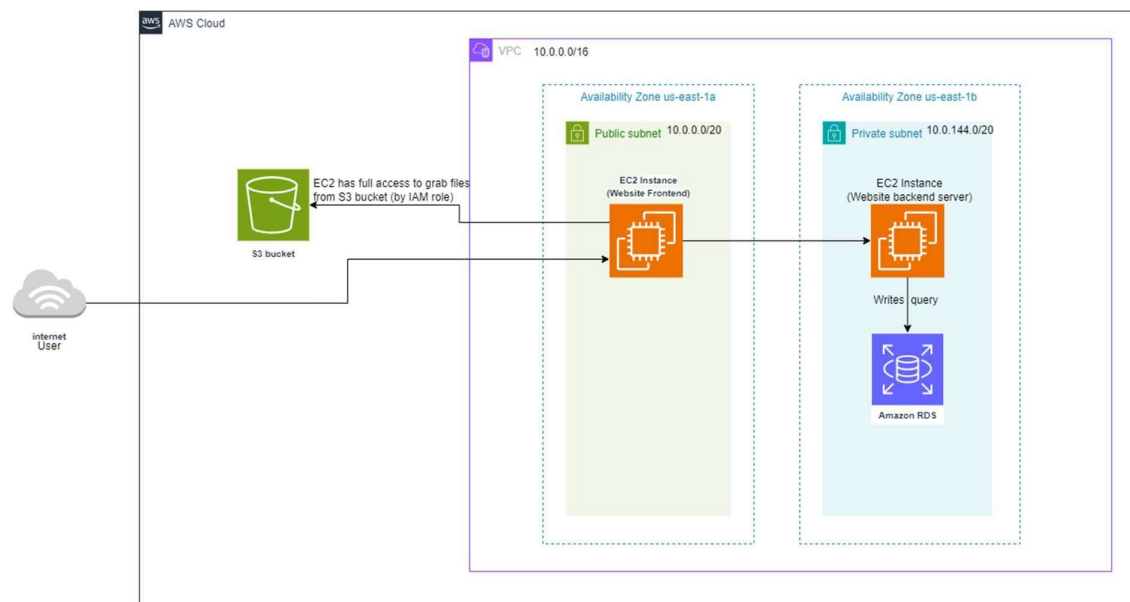 aws AWS Cloud
VPC 10.0.0.0/16
Availability Zone us-east-1a
Availability Zone us-east-1b
Public subnet 10.0.0.0/20
Private subnet 10.0.144.0/20
EC2 has full access to grab files
from S3 bucket (by IAM role)
S3 bucket
EC2 Instance
(Website Frontend)
EC2 Instance
(Website backend server)
Writes query
Amazon RDS
internet
User